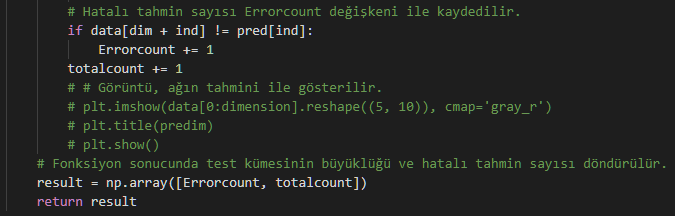 # Hatalı tahmin sayısı Errorcount değişkeni ile kaydedilir.
if data[dim + ind] != pred[ind]:
Errorcount += 1
totalcount += 1
# # Görüntü, ağın tahmini ile gösterilir.
# plt.imshow(data[0:dimension].reshape((5, 10)), cmap='gray_r')
# plt.title(predim)
# plt.show()
# Fonksiyon sonucunda test kümesinin büyüklüğü ve hatalı tahmin sayısı döndürülür.
result = np.array([Errorcount, totalcount])
return result